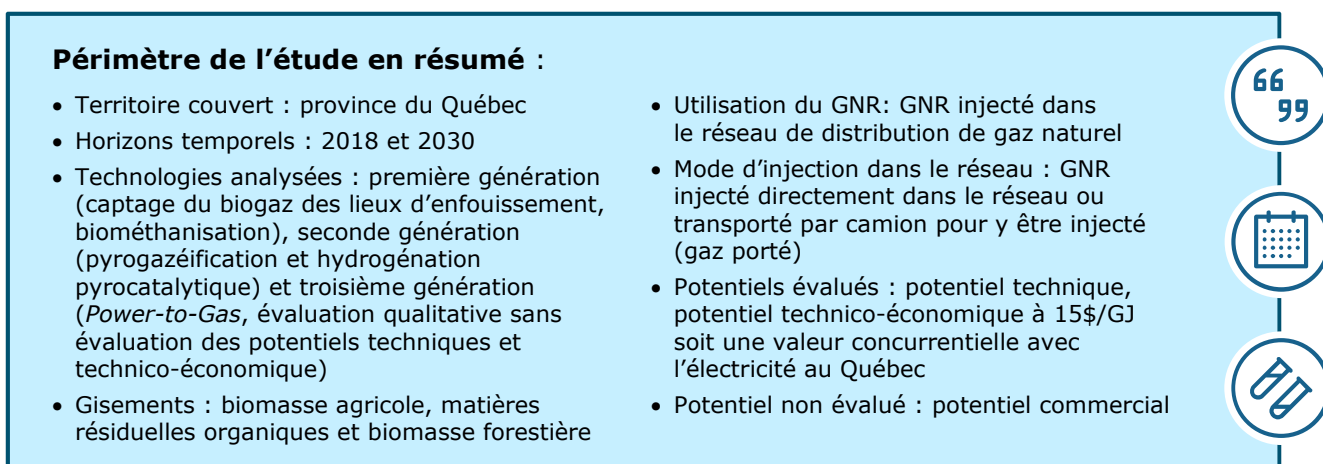 Périmètre de l’étude en résumé :
• Territoire couvert : province du Québec
• Horizons temporels : 2018 et 2030
• Technologies analysées : première génération
(captage du biogaz des lieux d’enfouissement,
biométhanisation), seconde génération
(pyrogazéification et hydrogénation
pyrocatalytique) et troisième génération
(Power-to-Gas, évaluation qualitative sans
évaluation des potentiels techniques et
technico-économique)
• Gisements : biomasse agricole, matières
résiduelles organiques et biomasse forestière
• Utilisation du GNR: GNR injecté dans
le réseau de distribution de gaz naturel
• Mode d’injection dans le réseau : GNR
injecté directement dans le réseau ou
transporté par camion pour y être injecté
(gaz porté)
• Potentiels évalués : potentiel technique,
potentiel technico-économique à 15$/GJ
soit une valeur concurrentielle avec
l’électricité au Québec
• Potentiel non évalué : potentiel commercial